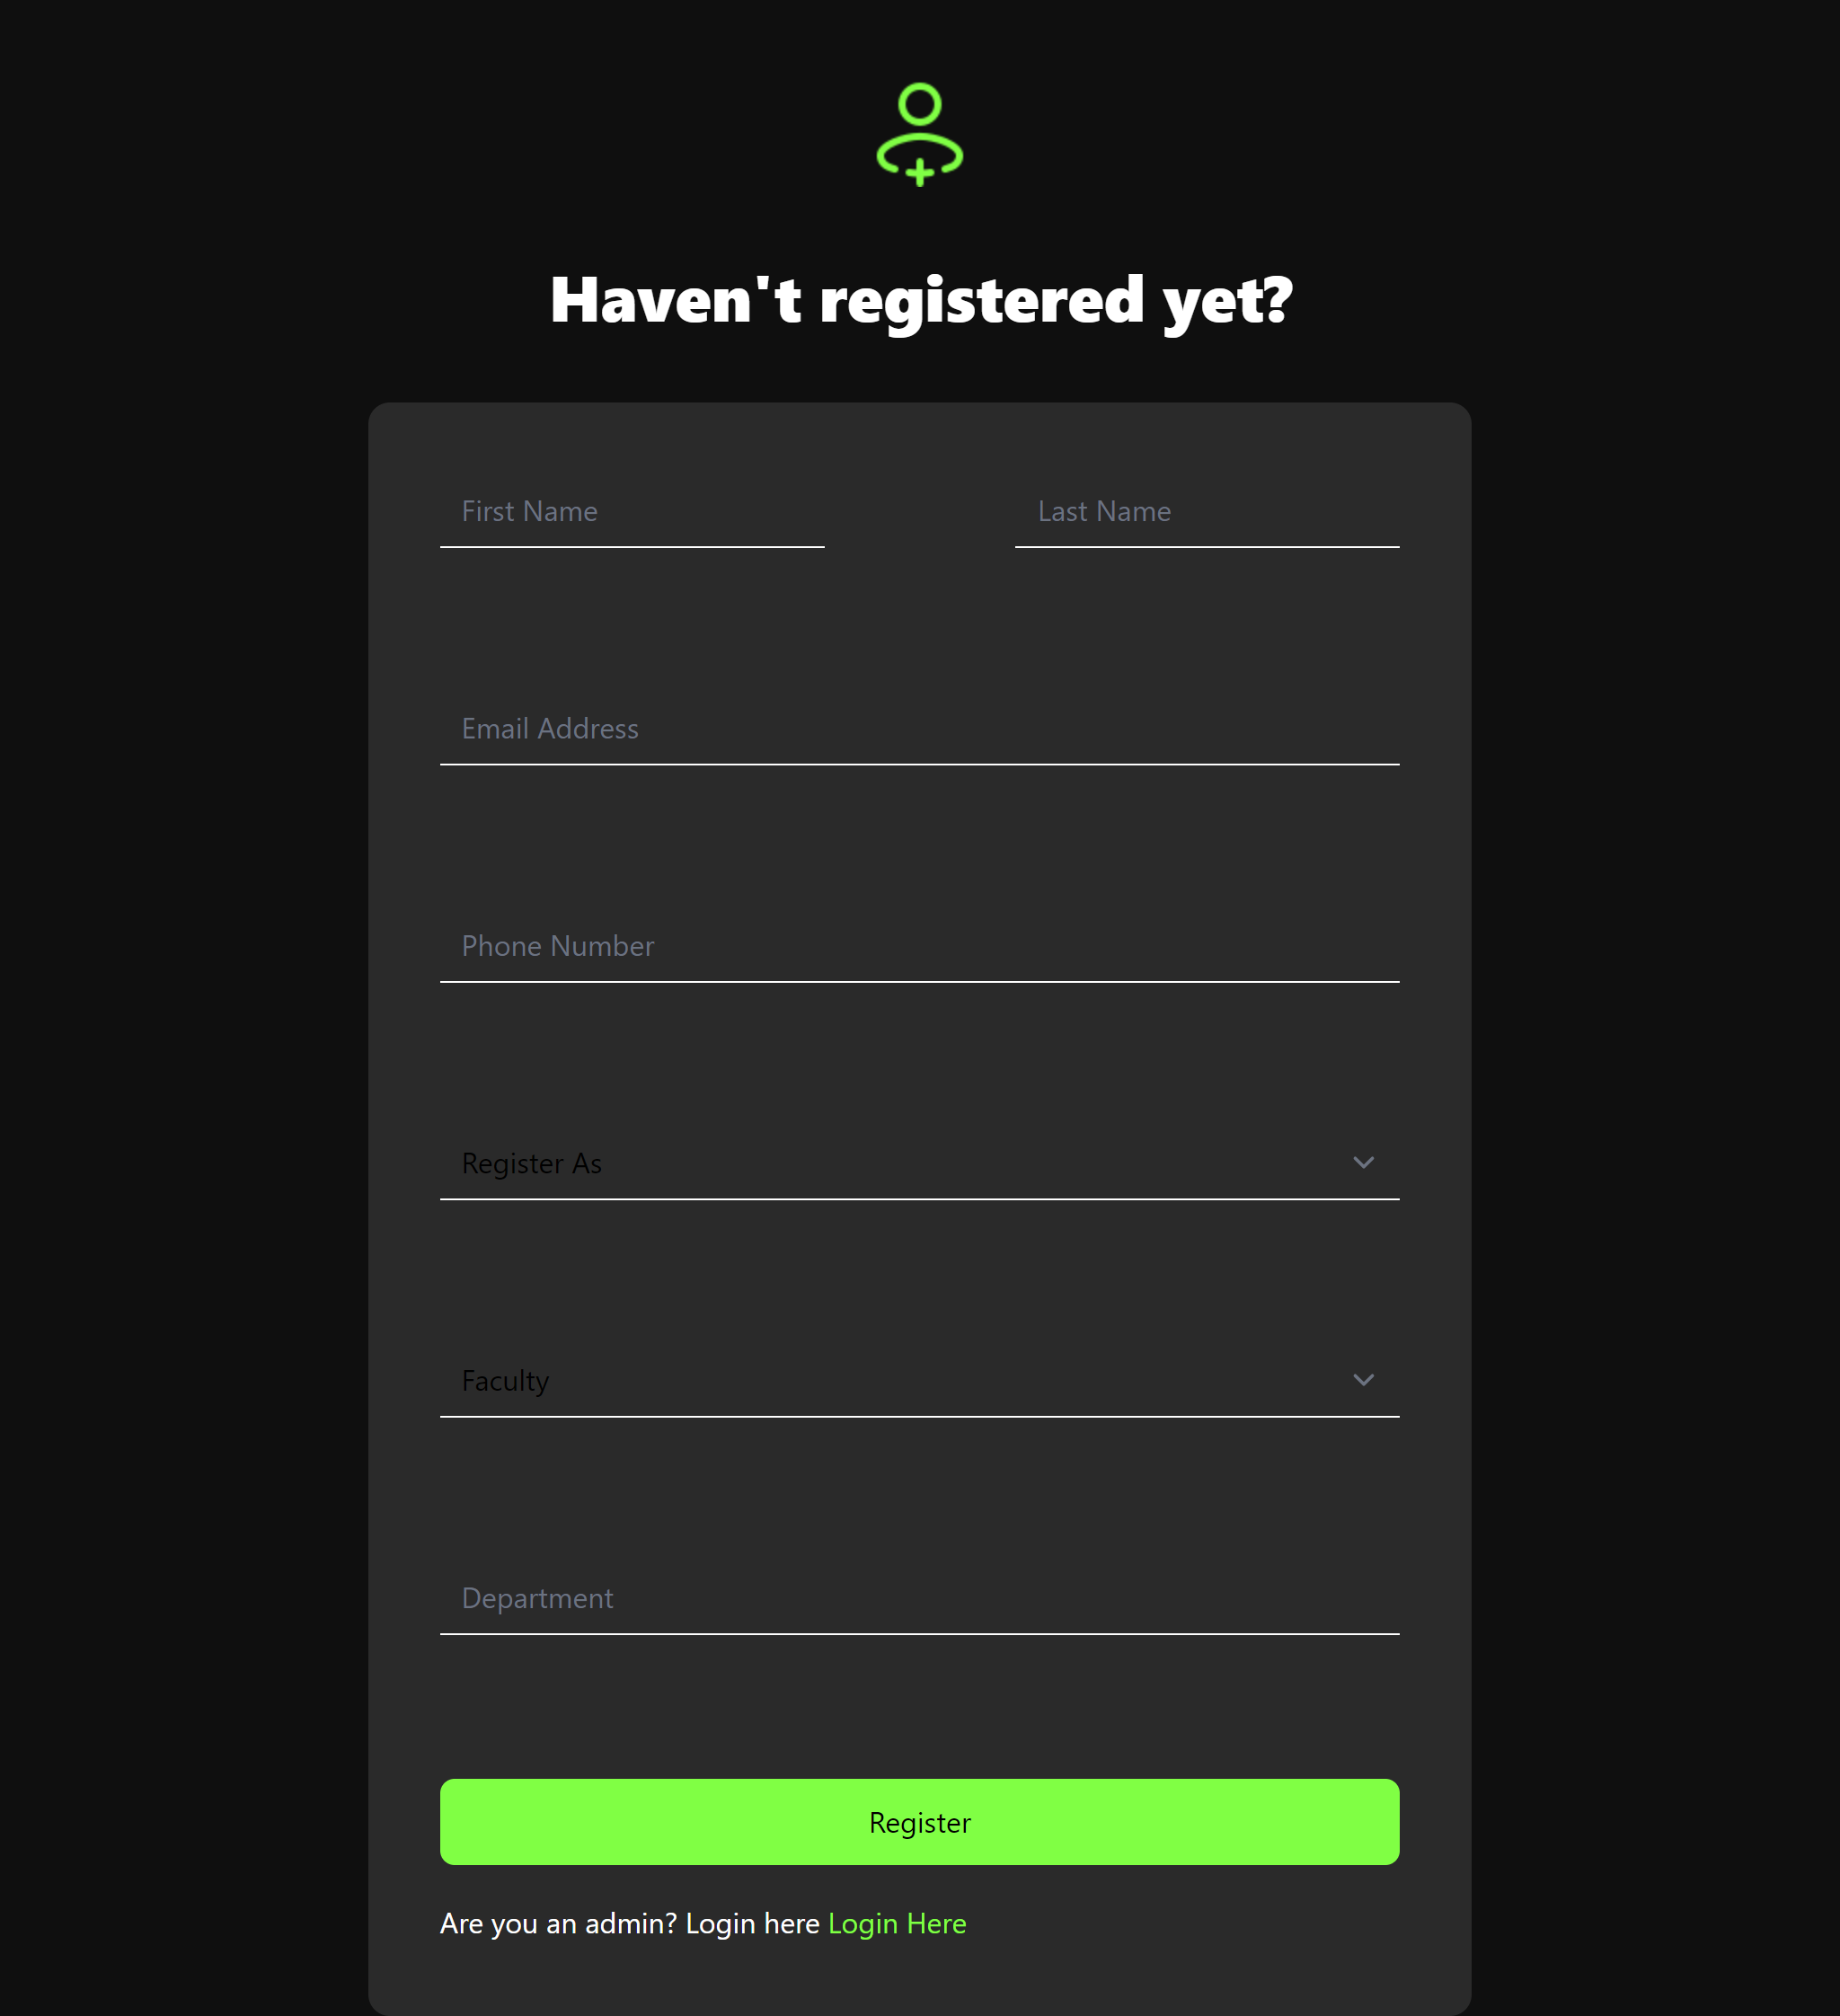 Haven't registered yet?
First Name Last Name
Email Address
Phone Number
Register As
Faculty
Department
Register
Are you an admin? Login here Login Here